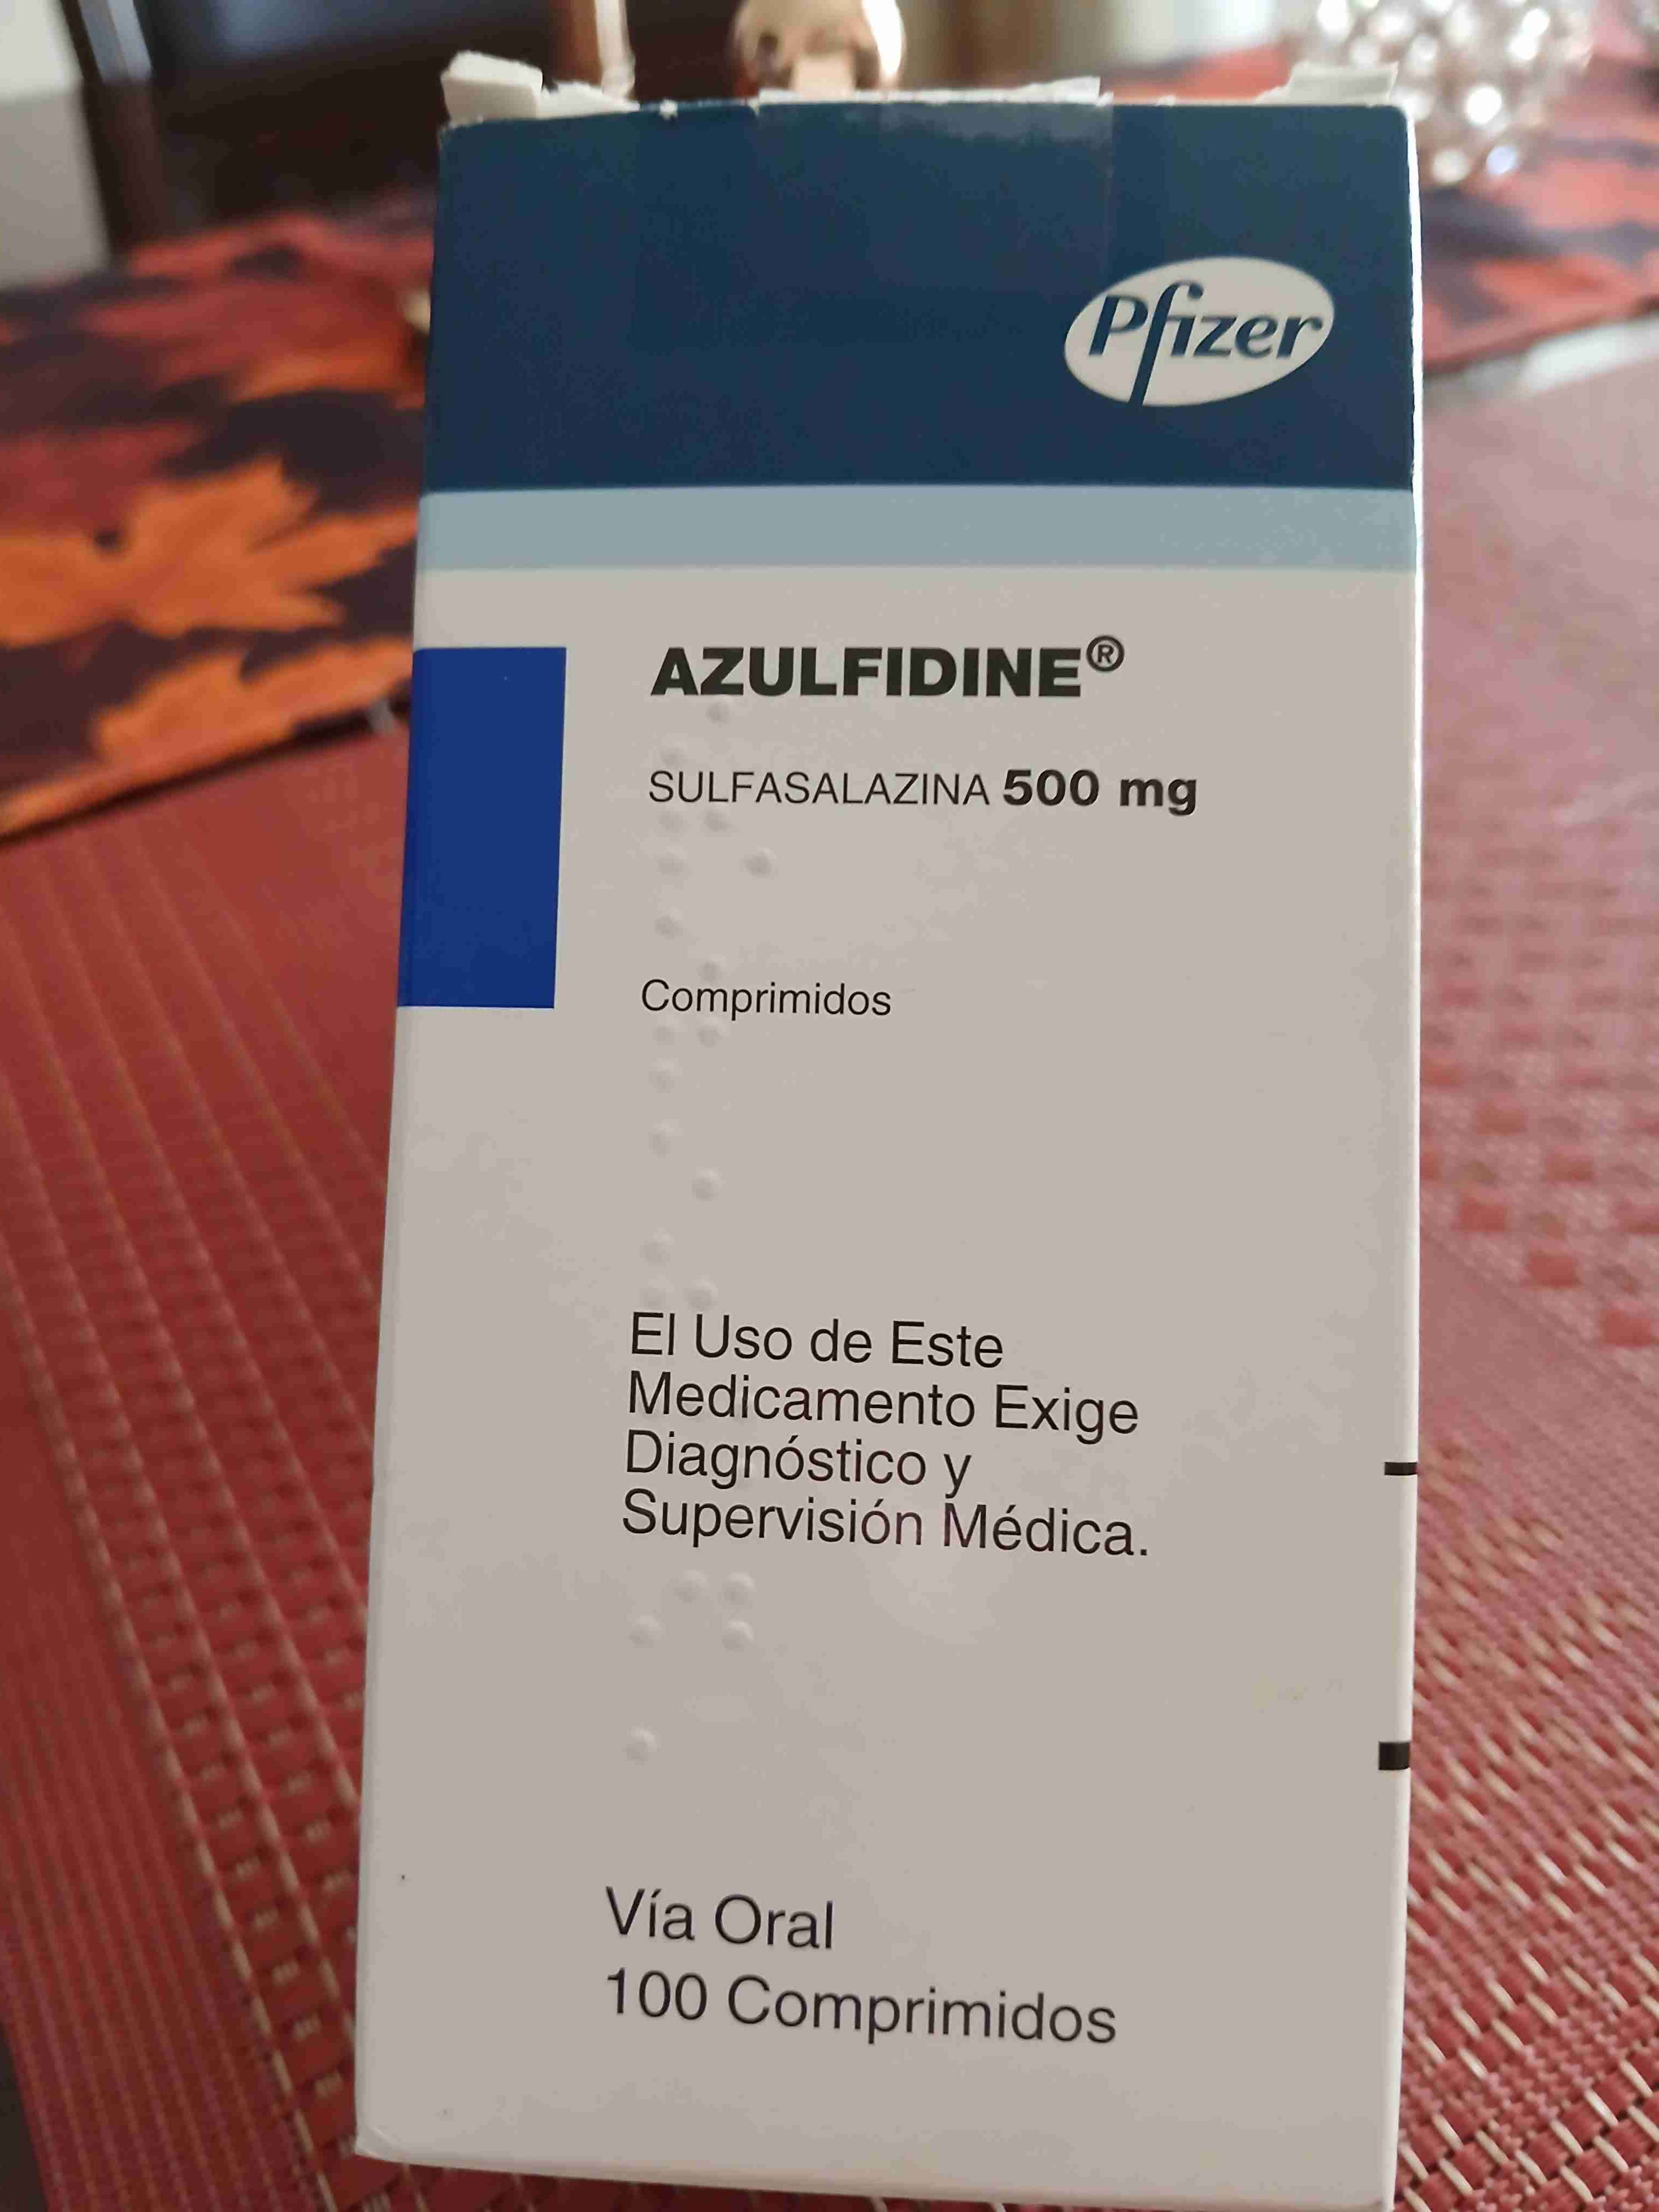 Pfizer
AZULFIDINE®
SULFASALAZINA 500 mg
Comprimidos
El Uso de Este
Medicamento Exige
Diagnóstico y
Supervisión Médica.
Vía Oral
100 Comprimidos